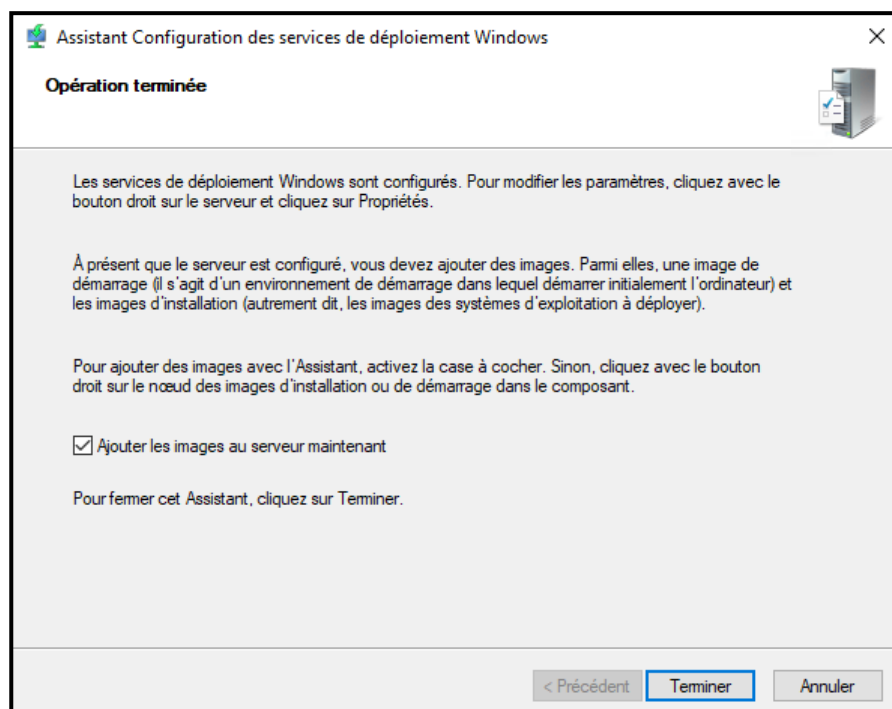 Assistant Configuration des services de déploiement Windows
Opération terminée
Les services de déploiement Windows sont configurés. Pour modifier les paramètres, cliquez avec le
bouton droit sur le serveur et cliquez sur Propriétés.
À présent que le serveur est configuré, vous devez ajouter des images. Parmi elles, une image de
démarrage (il s'agit d'un environnement de démarrage dans lequel démarrer initialement l'ordinateur) et
les images d'installation (autrement dit, les images des systèmes d'exploitation à déployer).
Pour ajouter des images avec l'Assistant, activez la case à cocher. Sinon, cliquez avec le bouton
droit sur le nœud des images d'installation ou de démarrage dans le composant.
Ajouter les images au serveur maintenant
Pour fermer cet Assistant, cliquez sur Terminer.
< Précédent Terminer Annuler